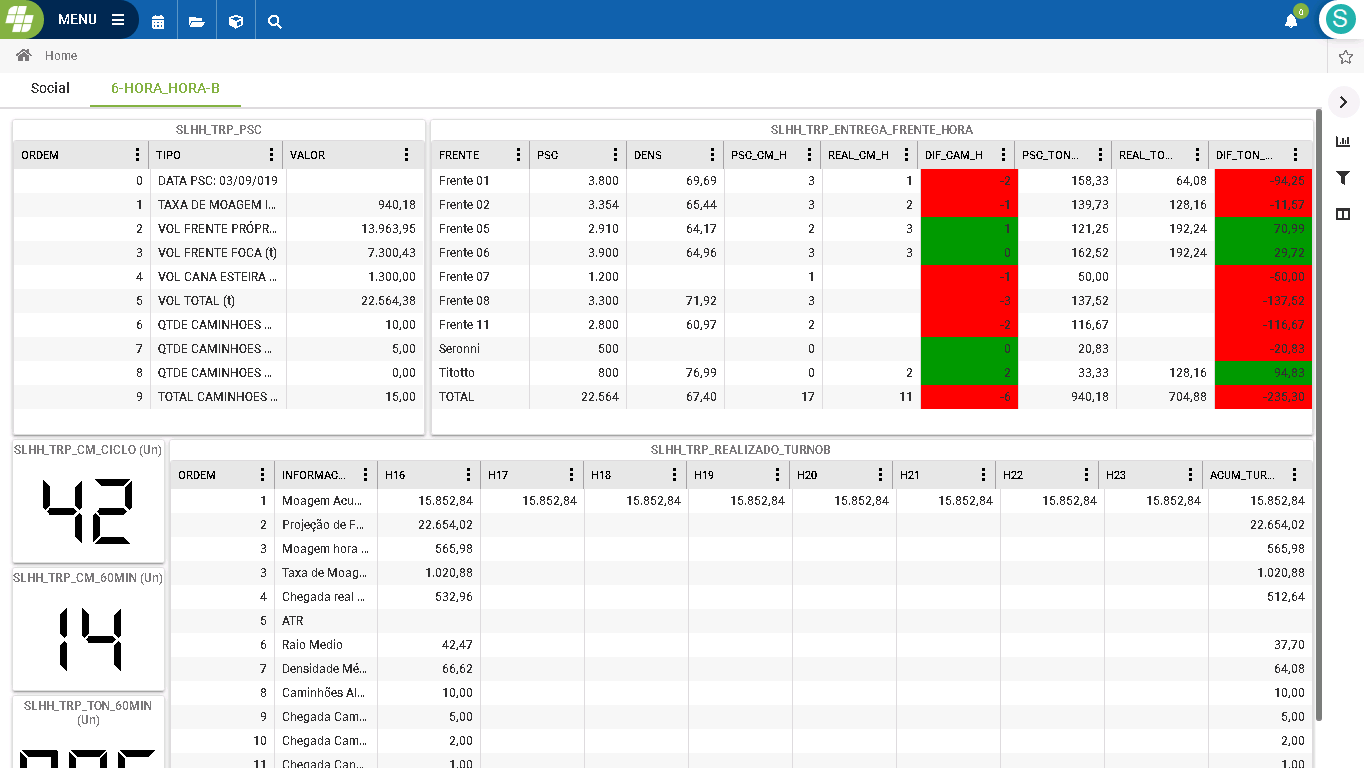 MENU
0
S
Home
Social 6-HORA_HORA-B
SLHH_TRP_PSC
ORDEM TIPO VALOR
0 DATA PSC: 03/09/019
1 TAXA DE MOAGEM I... 940,18
2 VOL FRENTE PRÓPR... 13.963,95
3 VOL FRENTE FOCA (t) 7.300,43
4 VOL CANA ESTEIRA ... 1.300,00
5 VOL TOTAL (t) 22.564,38
6 QTDE CAMINHOES ... 10,00
7 QTDE CAMINHOES ... 5,00
8 QTDE CAMINHOES ... 0,00
9 TOTAL CAMINHOES ... 15,00
SLHH_TRP_ENTREGA_FRENTE_HORA
FRENTE PSC DENS PSC_CM_H REAL_CM_H DIF_CAM_H PSC_TON... REAL_TO... DIF_TON_...
Frente 01 3.800 69,69 3 1 -2 158,33 64,08 -94,25
Frente 02 3.354 65,44 3 2 -1 139,73 128,16 -11,57
Frente 05 2.910 64,17 2 3 1 121,25 192,24 70,99
Frente 06 3.900 64,96 3 3 0 162,52 192,24 29,72
Frente 07 1.200 1 -1 50,00 -50,00
Frente 08 3.300 71,92 3 -3 137,52 -137,52
Frente 11 2.800 60,97 2 -2 116,67 -116,67
Seronni 500 0 0 20,83 -20,83
Titotto 800 76,99 0 2 2 33,33 128,16 94,83
TOTAL 22.564 67,40 17 11 -6 940,18 704,88 -235,30
SLHH_TRP_CM_CICLO (Un)
42
SLHH_TRP_CM_60MIN (Un)
14
SLHH_TRP_TON_60MIN
(Un)
SLHH_TRP_REALIZADO_TURNOB
ORDEM INFORMAC... H16 H17 H18 H19 H20 H21 H22 H23 ACUM_TUR...
1 Moagem Acu... 15.852,84 15.852,84 15.852,84 15.852,84 15.852,84 15.852,84 15.852,84 15.852,84 15.852,84
2 Projeção de F... 22.654,02 22.654,02
3 Moagem hora ... 565,98 565,98
3 Taxa de Moag... 1.020,88 1.020,88
4 Chegada real ... 532,96 512,64
5 ATR
6 Raio Medio 42,47 37,70
7 Densidade Mé... 66,62 64,08
8 Caminhões Al... 10,00 10,00
9 Chegada Cam... 5,00 5,00
10 Chegada Cam... 2,00 2,00
11 Chegada Can... 1,00 1,00